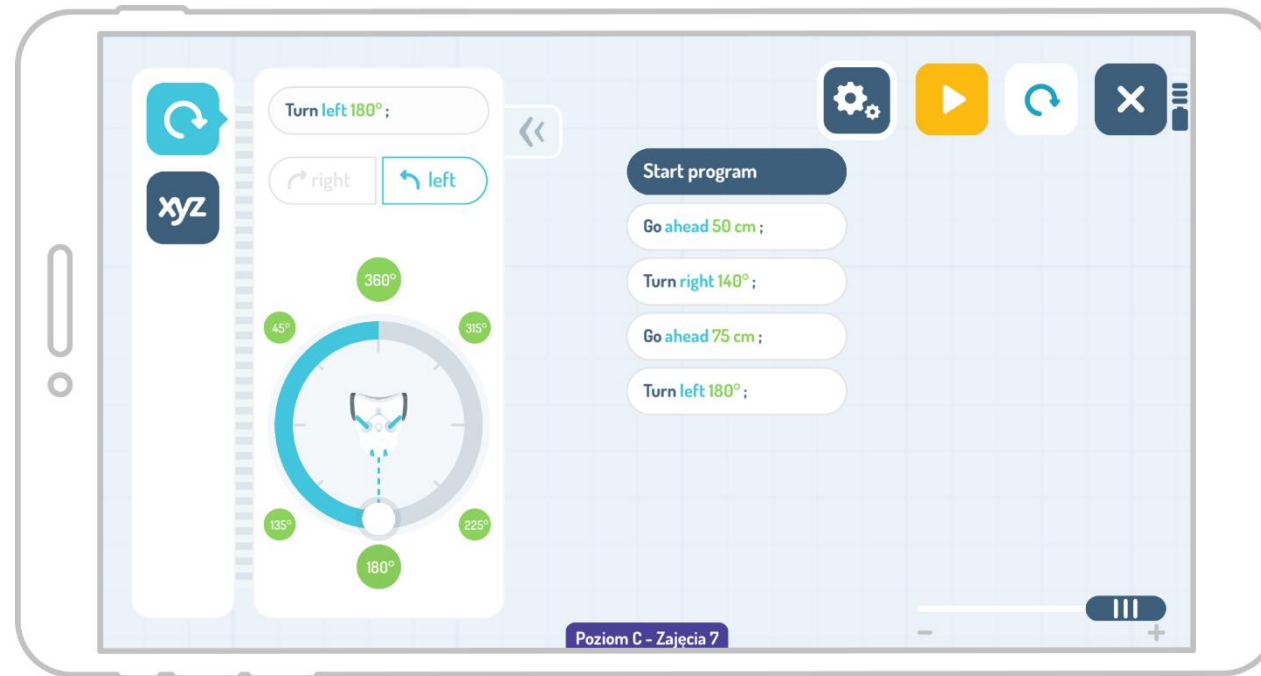 xyz
Turn left 180° ;
right
left
360°
45°
315°
135°
225°
180°
Start program
Go ahead 50 cm ;
Turn right 140° ;
Go ahead 75 cm ;
Turn left 180° ;
Poziom C - Zajęcia 7
- +